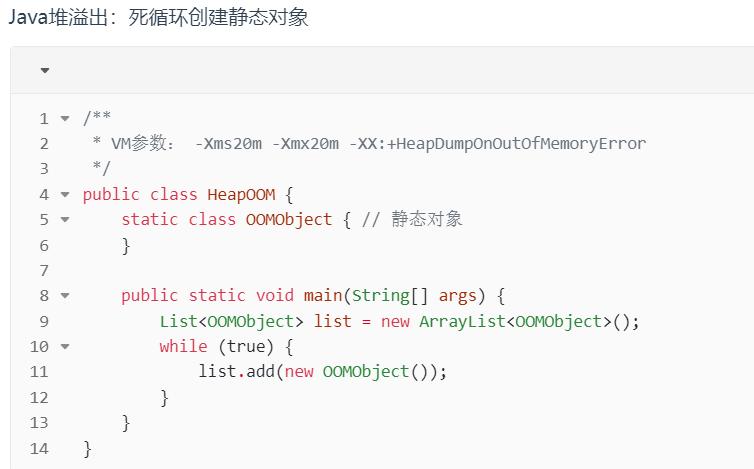 Java堆溢出：死循环创建静态对象
1 /**
2  * VM参数： -Xms20m -Xmx20m -XX:+HeapDumpOnOutOfMemoryError
3  */
4 public class HeapOOM {
5     static class OOMObject { // 静态对象
6     }
7
8     public static void main(String[] args) {
9         List<OOMObject> list = new ArrayList<OOMObject>();
10         while (true) {
11             list.add(new OOMObject());
12         }
13     }
14 }